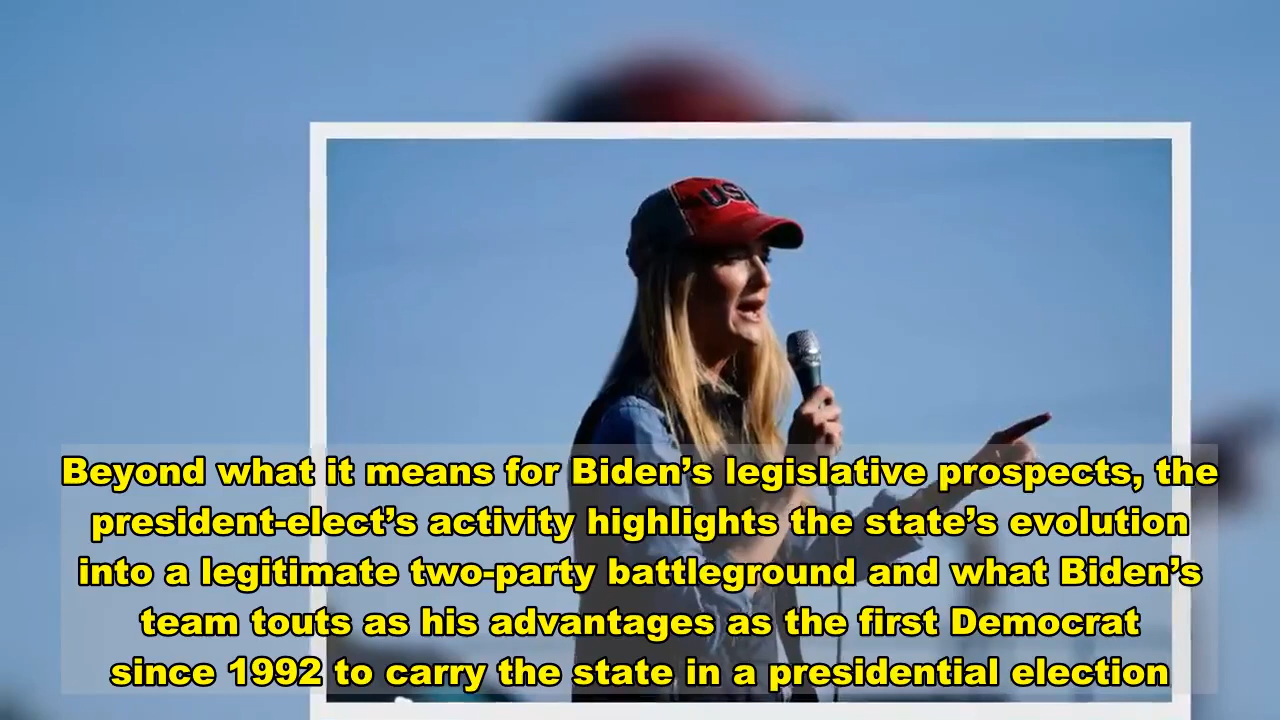 USA
Beyond what it means for Biden’s legislative prospects, the
president-elect’s activity highlights the state’s evolution
into a legitimate two-party battleground and what Biden’s
team touts as his advantages as the first Democrat
since 1992 to carry the state in a presidential election